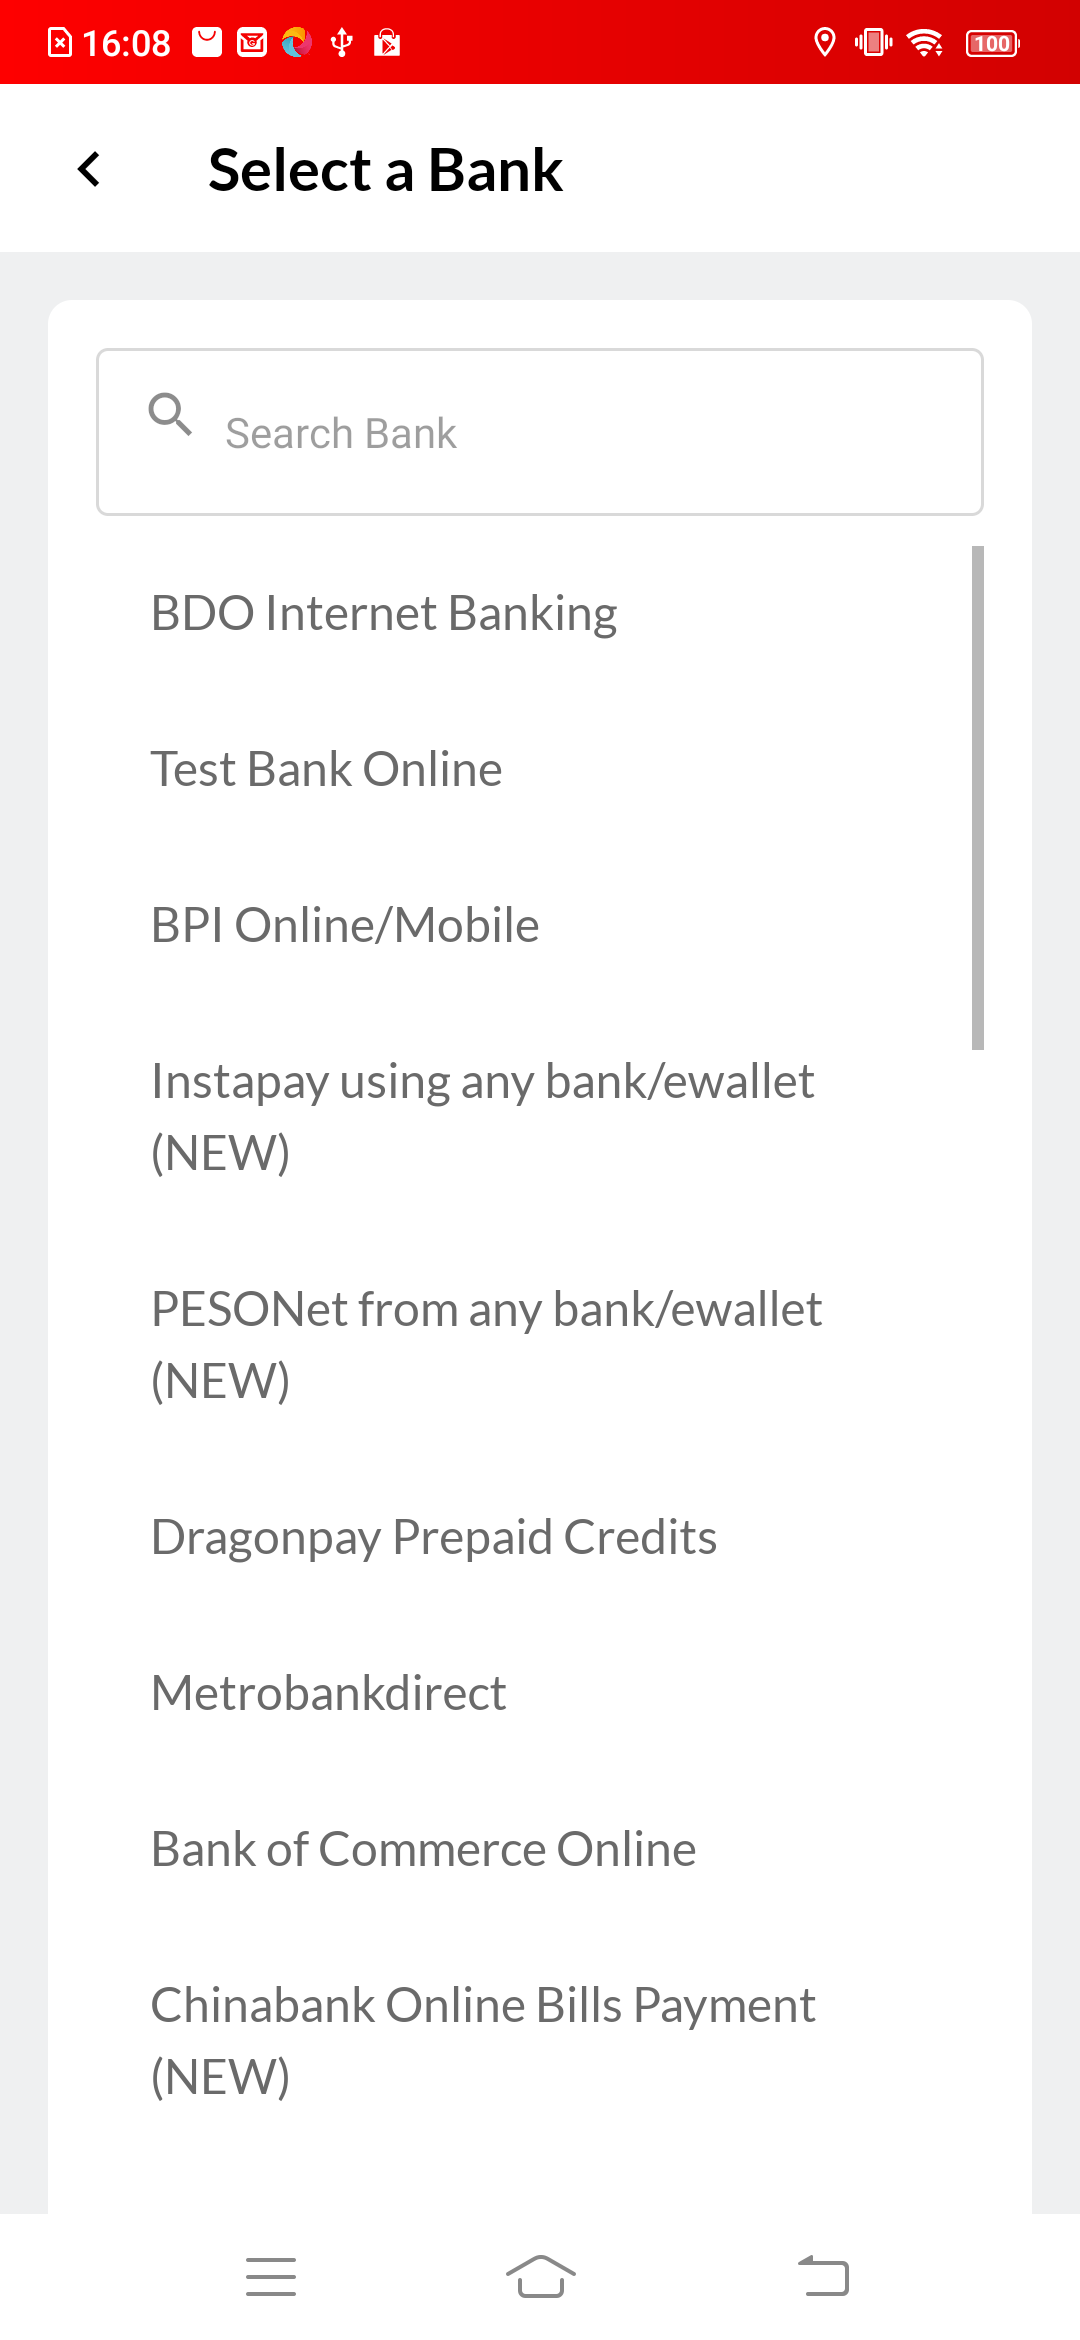 16:08
100
Select a Bank
Search Bank
BDO Internet Banking
Test Bank Online
BPI Online/Mobile
Instapay using any bank/ewallet
(NEW)
PESONet from any bank/ewallet
(NEW)
Dragonpay Prepaid Credits
Metrobankdirect
Bank of Commerce Online
Chinabank Online Bills Payment
(NEW)